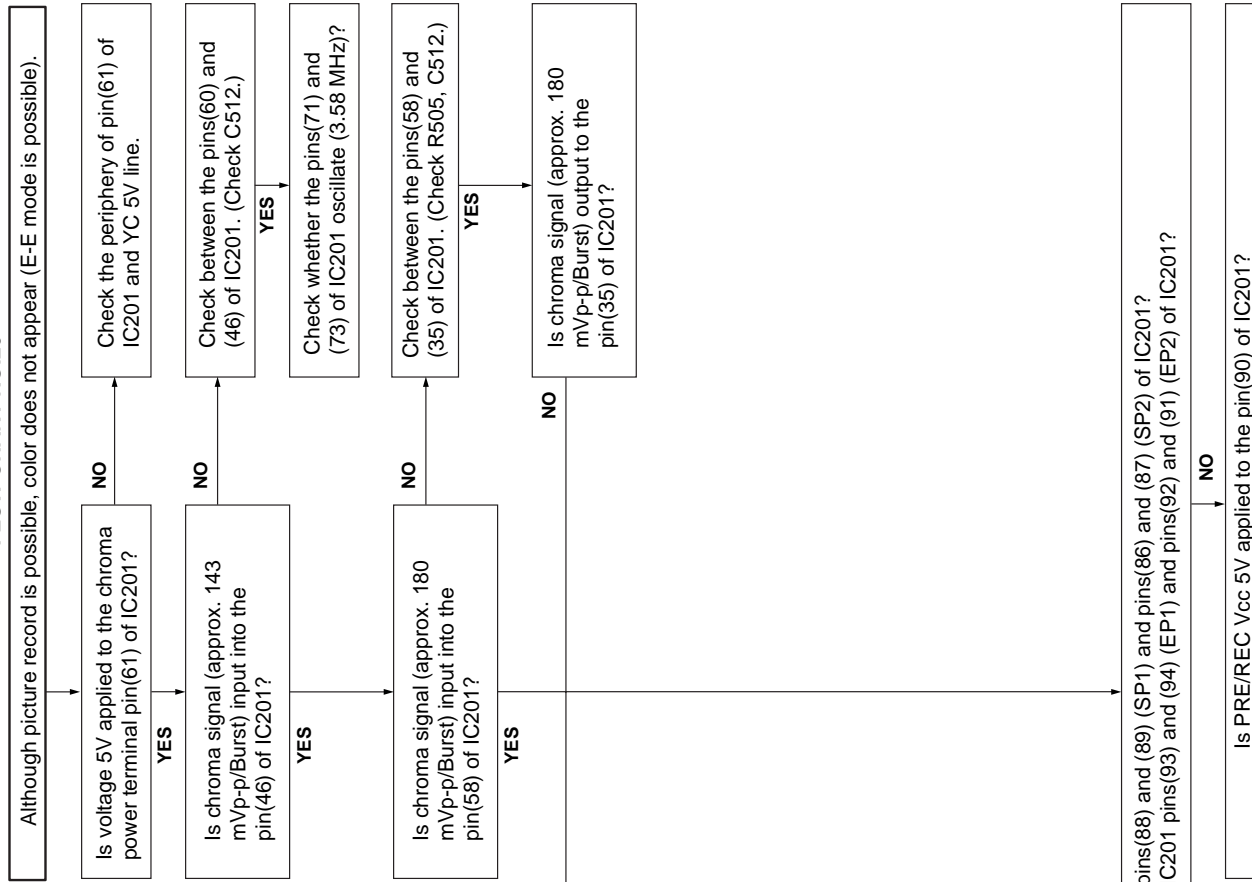 Although picture record is possible, color does not appear (E-E mode is possible).
Is voltage 5V applied to the chroma
power terminal pin(61) of IC201?
NO
Check the periphery of pin(61) of
IC201 and YC 5V line.
YES
Is chroma signal (approx. 143
mVp-p/Burst) input into the
pin(46) of IC201?
NO
Check between the pins(60) and
(46) of IC201. (Check C512.)
YES
Check whether the pins(71) and
(73) of IC201 oscillate (3.58 MHz)?
YES
Is chroma signal (approx. 180
mVp-p/Burst) input into the
pin(58) of IC201?
NO
Check between the pins(58) and
(35) of IC201. (Check R505, C512.)
YES
Is chroma signal (approx. 180
mVp-p/Burst) output to the
pin(35) of IC201?
NO
YES
pins(88) and (89) (SP1) and pins(86) and (87) (SP2) of IC201?
C201 pins(93) and (94) (EP1) and pins(92) and (91) (EP2) of IC201?
NO
Is PRE/REC Vcc 5V applied to the pin(90) of IC201?